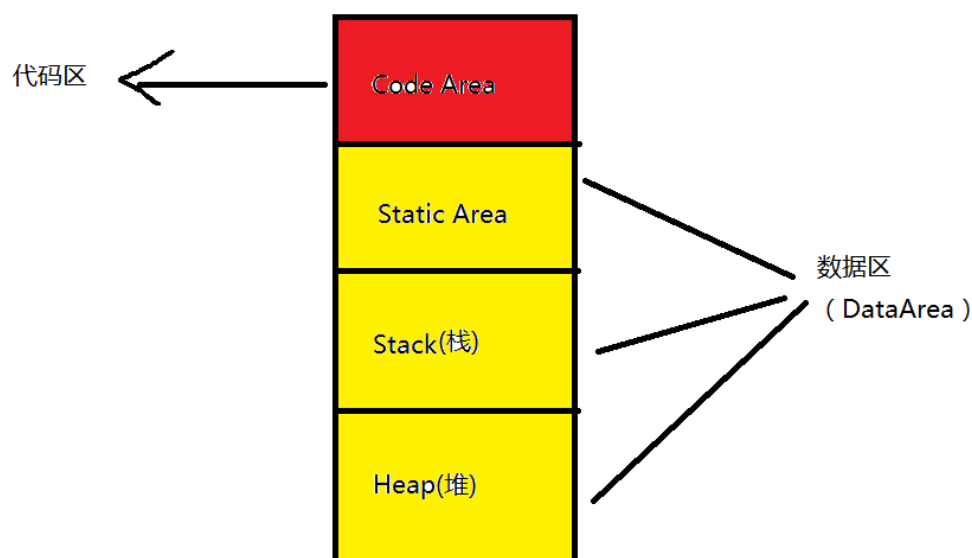 代码区
Code Area
Static Area
Stack(栈)
Heap(堆)
数据区
（DataArea）